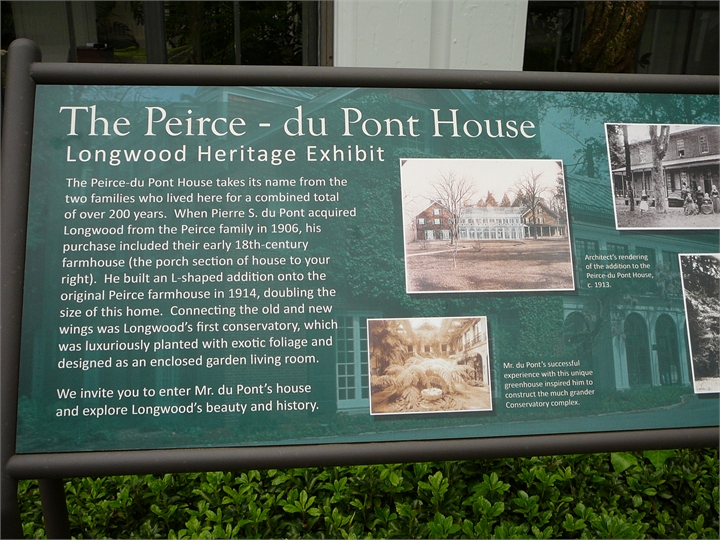 The Peirce - du Pont House
Longwood Heritage Exhibit
The Peirce-du Pont House takes its name from the
two families who lived here for a combined total
of over 200 years. When Pierre S. du Pont acquired
Longwood from the Peirce family in 1906, his
purchase included their early 18th-century
farmhouse (the porch section of house to your
right). He built an L-shaped addition onto the
original Peirce farmhouse in 1914, doubling the
size of this home. Connecting the old and new
wings was Longwood's first conservatory, which
was luxuriously planted with exotic foliage and
designed as an enclosed garden living room.
We invite you to enter Mr. du Pont's house
and explore Longwood's beauty and history.
Architect's rendering
of the addition to the
Peirce-du Pont House,
c. 1913.
Mr. du Pont's successful
experience with this unique
greenhouse inspired him to
construct the much grander
Conservatory complex.